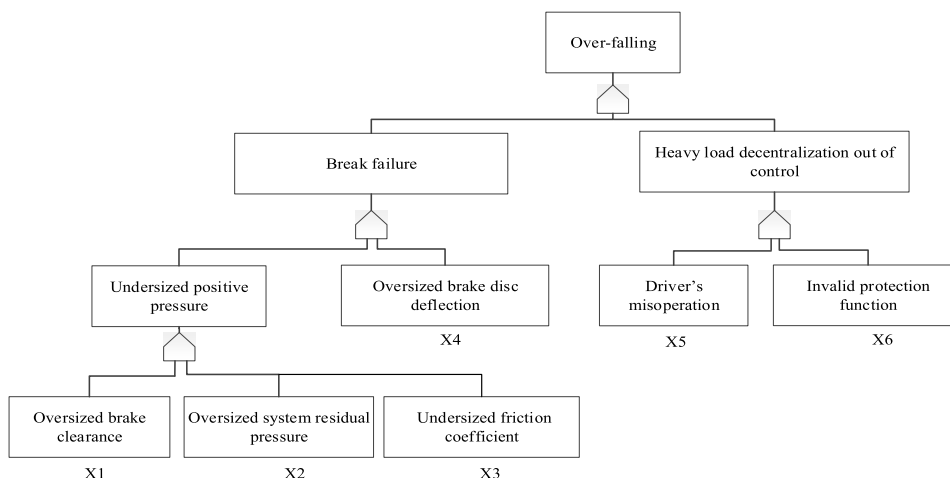 Over-falling
Break failure
Heavy load decentralization out of
control
Undersized positive
pressure
Oversized brake disc
deflection
Driver's
misoperation
Invalid protection
function
X4
X5
X6
Oversized brake
clearance
Oversized system residual
pressure
Undersized friction
coefficient
X1
X2
X3